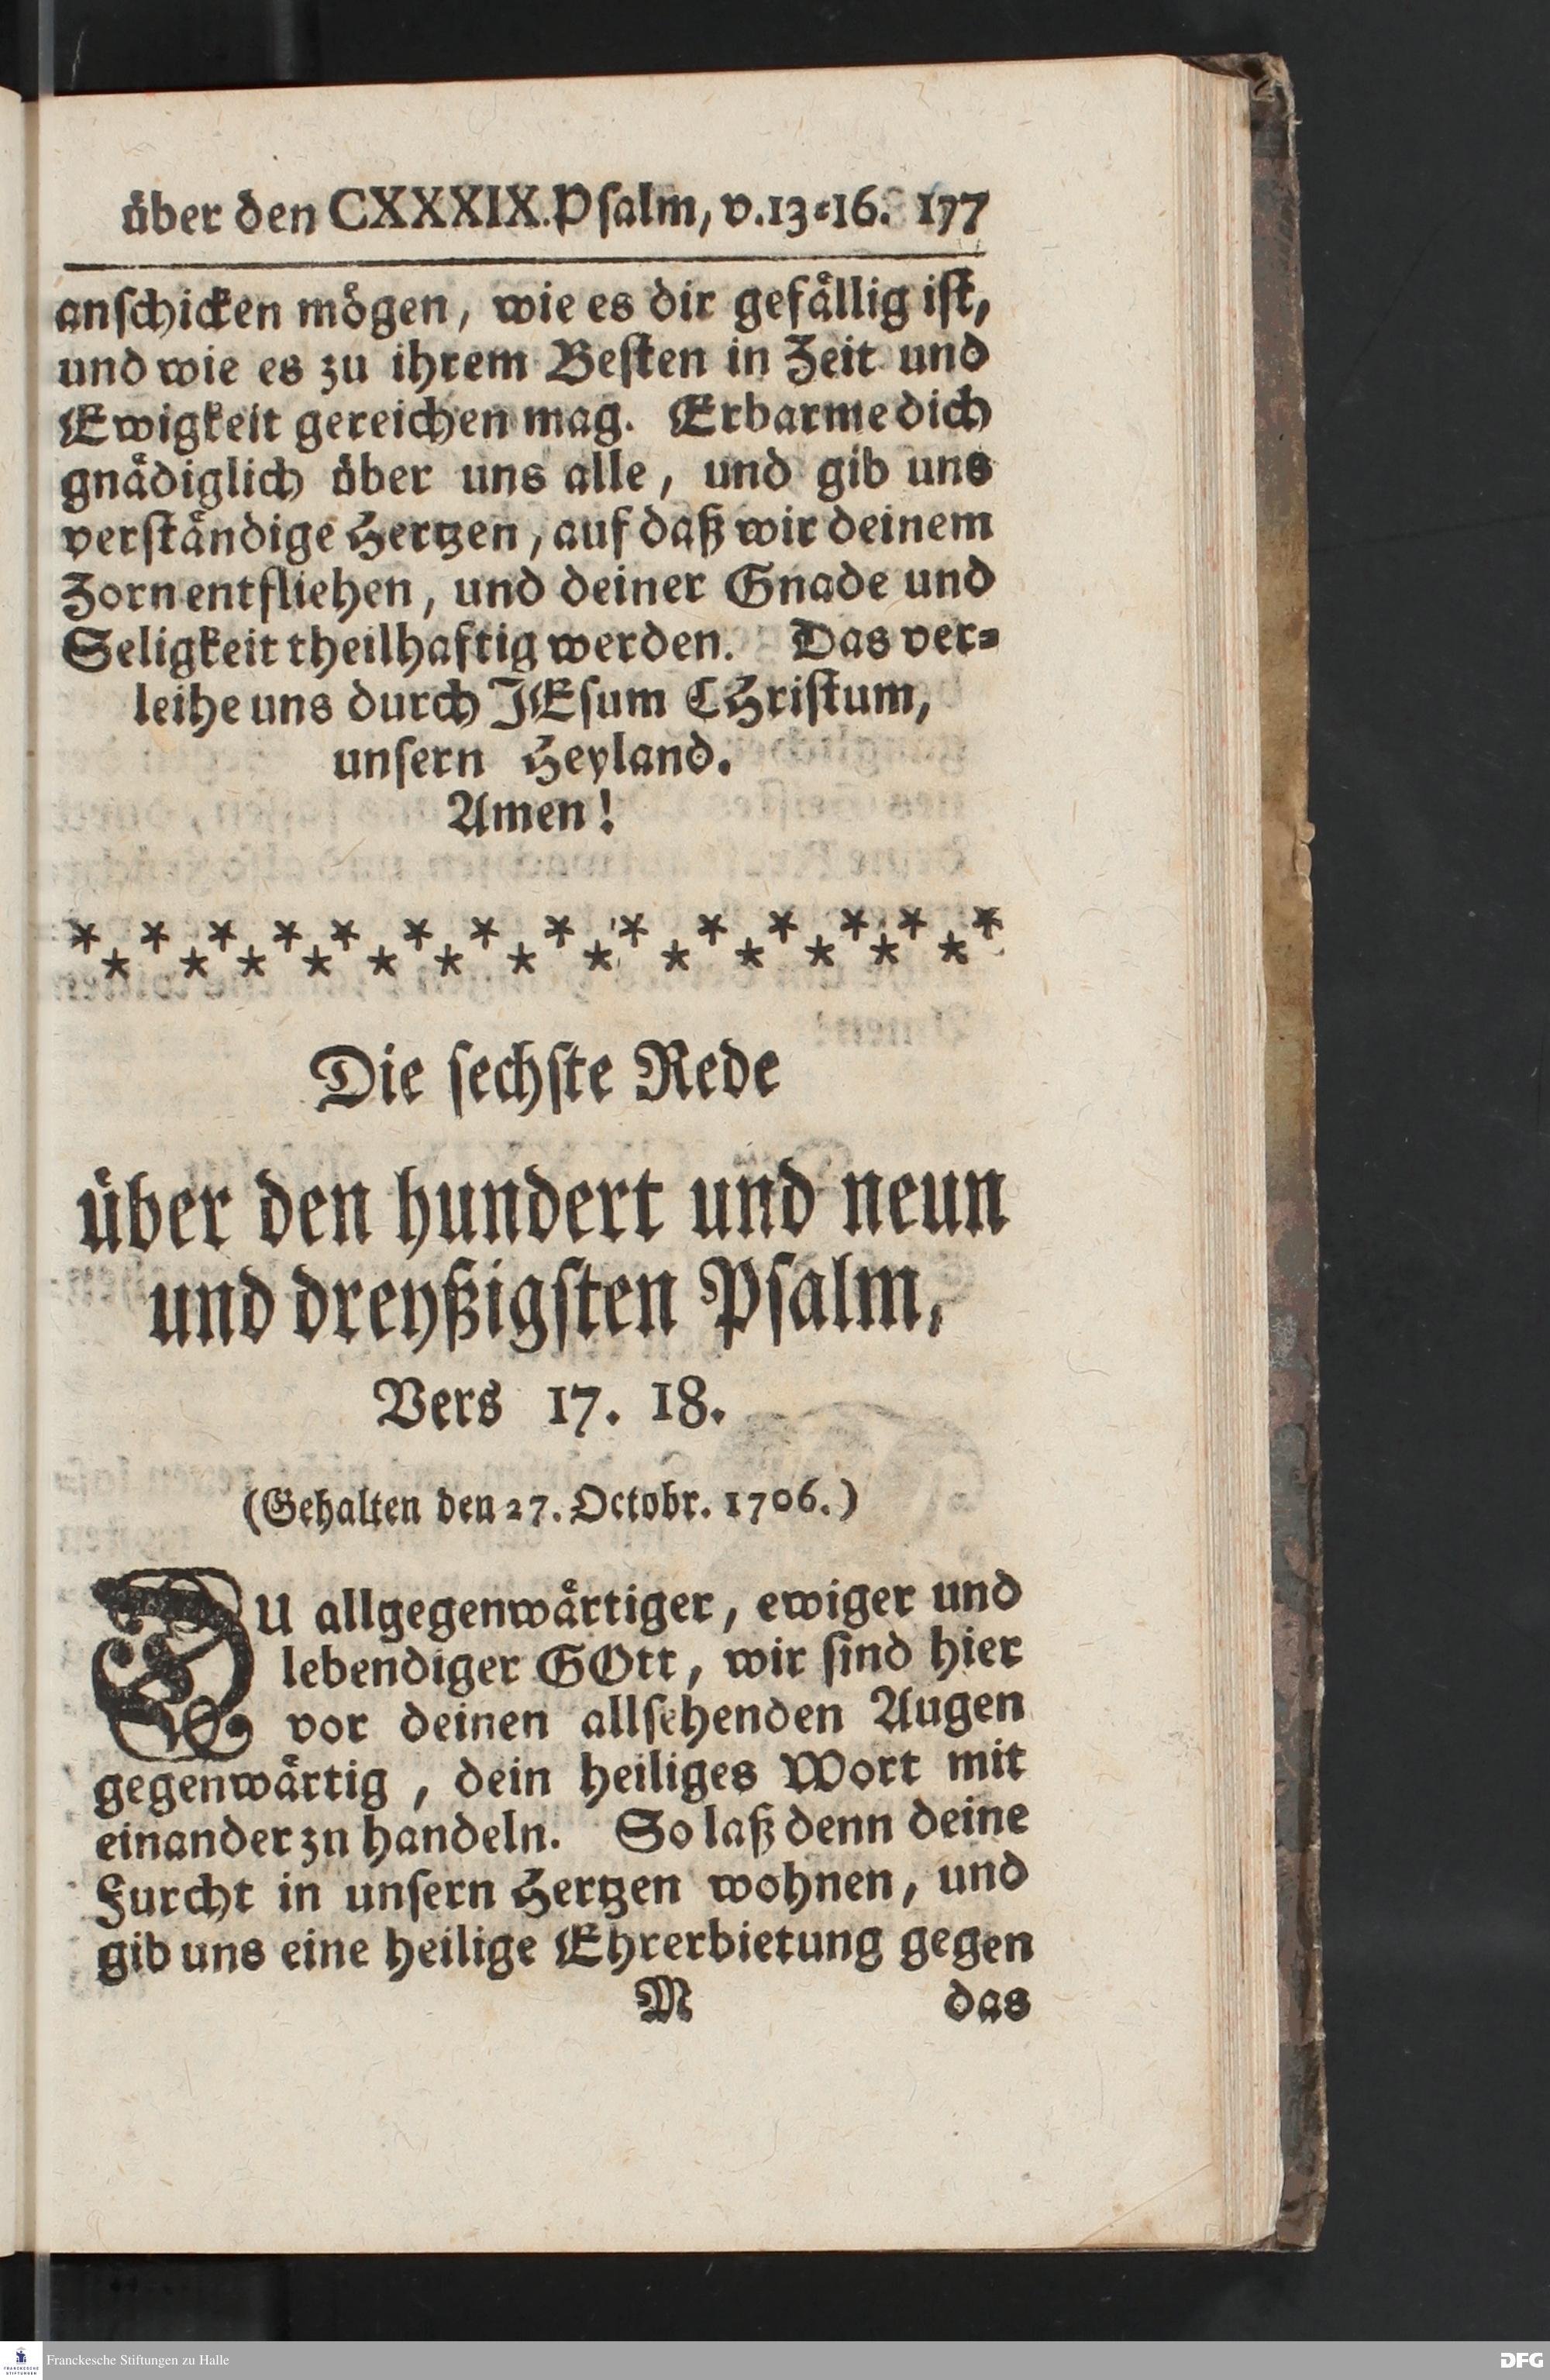 über den CXXXIX. Psalm, v. 13-16. 177
anſchicken mögen, wie es dir gefällig iſt,
und wie es zu ihrem Beſten in Zeit und
Ewigkeit gereichen mag. Erbarme dich
gnädiglich über uns alle, und gib uns
verſtändige Hertzen, auf daß wir deinem
Zorn entfliehen, und deiner Gnade und
Seligkeit theilhaftig werden. Das ver-
leihe uns durch JEſum CHriſtum,
unſern Heyland.
Amen!
Die ſechſte Rede
über den hundert und neun
und dreyßigſten Pſalm,
Vers 17. 18.
(Gehalten den 27. Octobr. 1706.)
DU allgegenwärtiger, ewiger und
lebendiger GOtt, wir ſind hier
vor deinen allſehenden Augen
gegenwärtig, dein heiliges Wort mit
einander zn handeln. So laß denn deine
Furcht in unſern Hertzen wohnen, und
gib uns eine heilige Ehrerbietung gegen
M das
Franckesche Stiftungen zu Halle
DFG